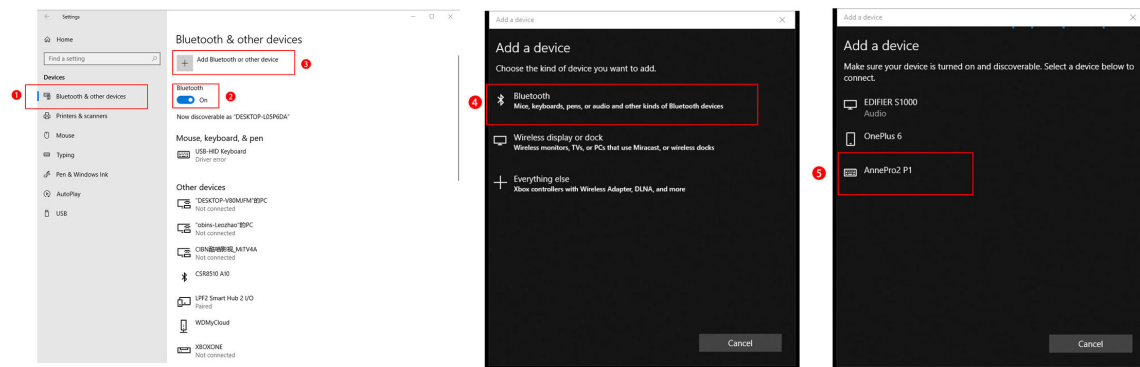 Settings
Home
Find a setting
Devices
1
Bluetooth & other devices
Printers & scanners
Mouse
Typing
Pen & Windows Ink
AutoPlay
USB
Bluetooth & other devices
Add Bluetooth or other device
3
Bluetooth
On
2
Now discoverable as "DESKTOP-L05P6DA"
Mouse, keyboard, & pen
USB-HID Keyboard
Driver error
Other devices
"DESKTOP-V80MJFM"的PC
Not connected
"obins-Leozhao"的PC
Not connected
Not connected
CSR8510 A10
LPF2 Smart Hub 2 I/O
Paired
WDMyCloud
XBOXONE
Not connected
Add a device
Add a device
Choose the kind of device you want to add.
4
Bluetooth
Mice, keyboards, pens, or audio and other kinds of Bluetooth devices
Wireless display or dock
Wireless monitors, TVs, or PCs that use Miracast, or wireless docks
Everything else
Xbox controllers with Wireless Adapter, DLNA, and more
Cancel
Add a device
Add a device
Make sure your device is turned on and discoverable. Select a device below to
connect.
EDIFIER S1000
Audio
OnePlus 6
5
AnnePro2 P1
Cancel